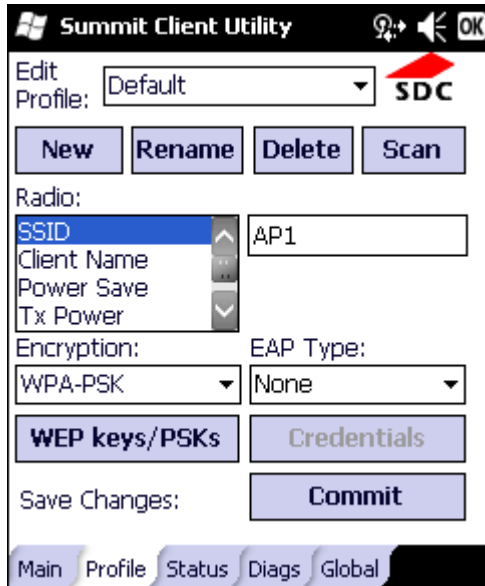 Summit Client Utility OK
Edit Profile: Default
SDC
New Rename Delete Scan
Radio:
SSID AP1
Client Name
Power Save
Tx Power
Encryption: EAP Type:
WPA-PSK None
WEP keys/PSKs Credentials
Save Changes: Commit
Main Profile Status Diags Global